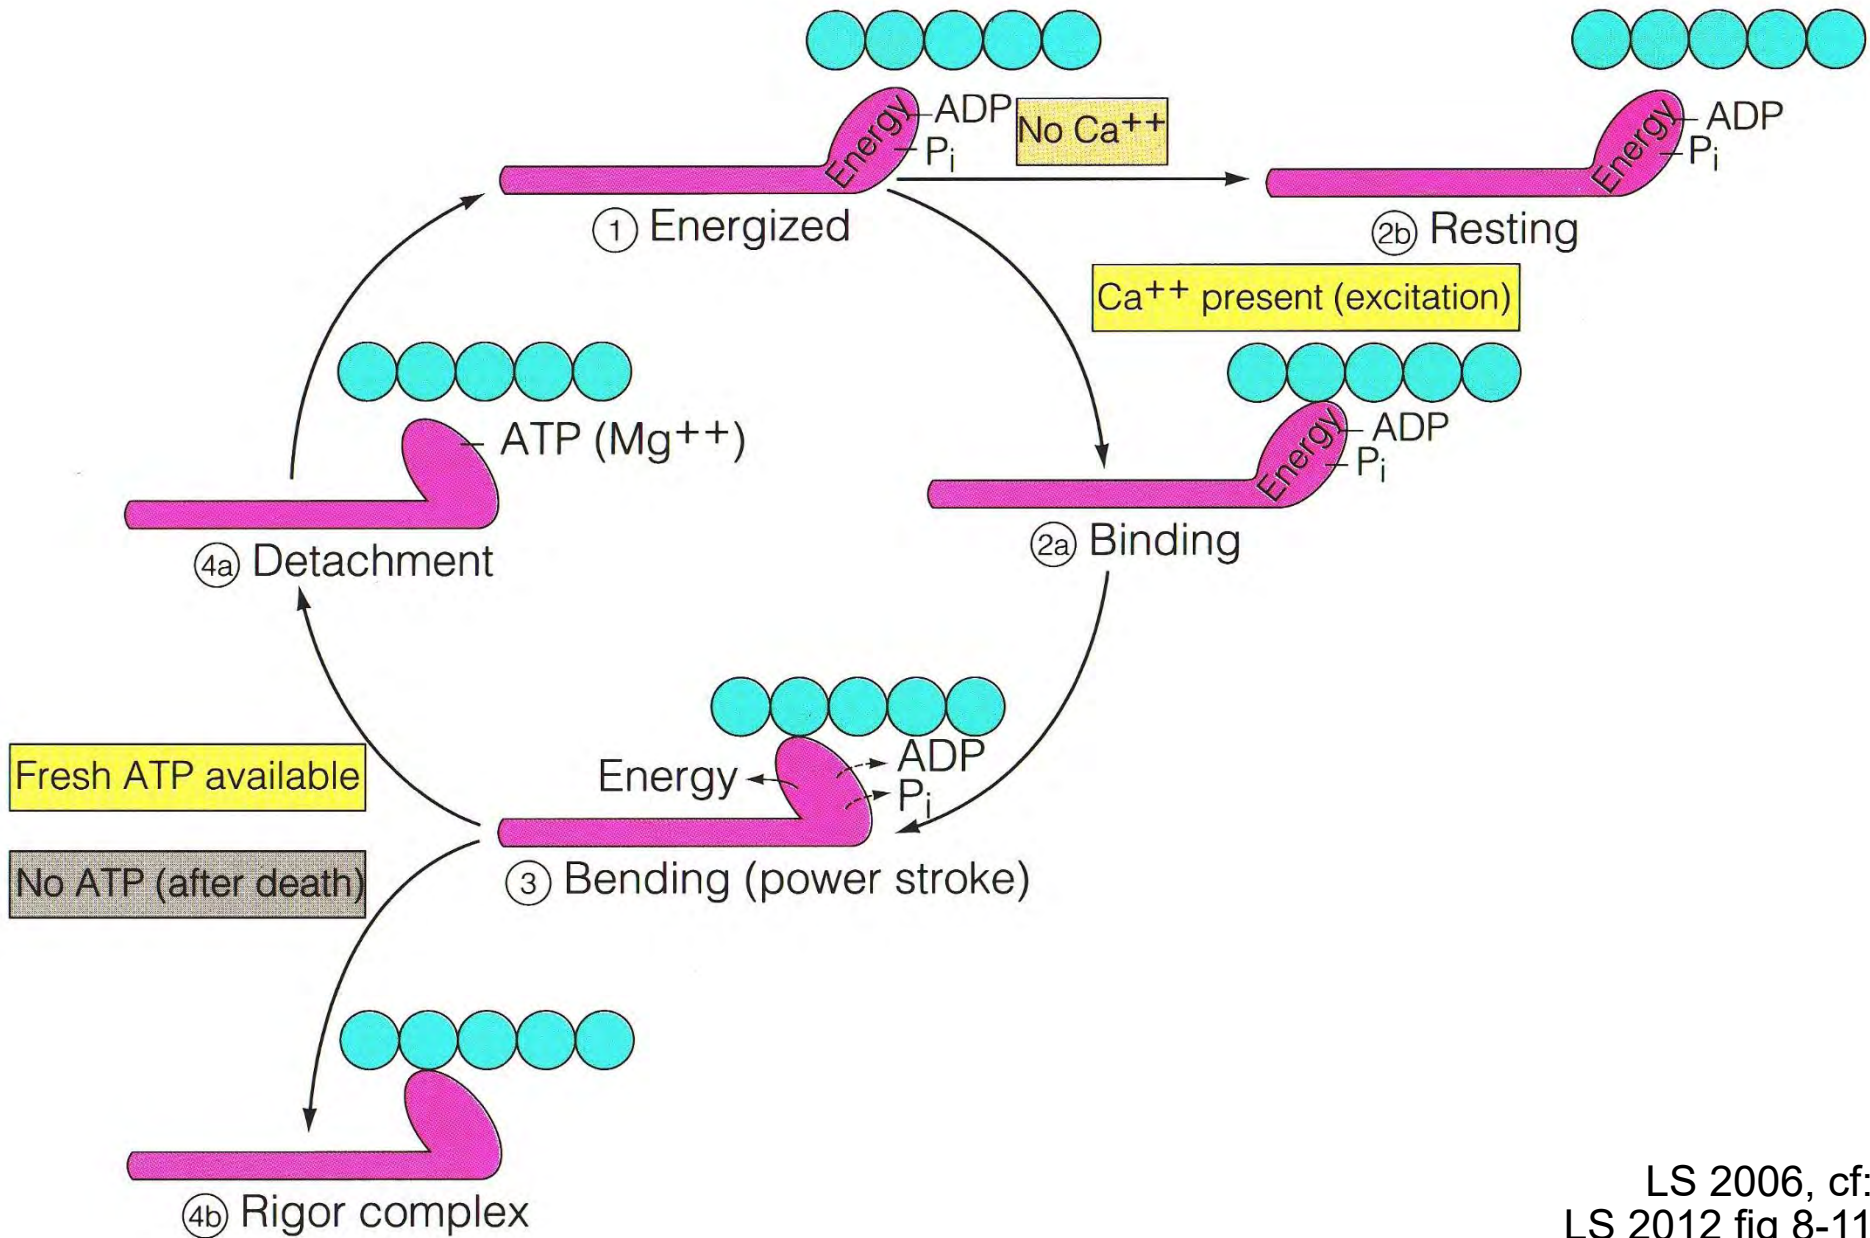 Energy
ADP
Pi
No Ca++
Energy
ADP
Pi
1 Energized
2b Resting
Ca++ present (excitation)
ATP (Mg++)
Energy
ADP
Pi
4a Detachment
2a Binding
Fresh ATP available
Energy
ADP
Pi
No ATP (after death)
3 Bending (power stroke)
4b Rigor complex
LS 2006, cf:
LS 2012 fig 8-11